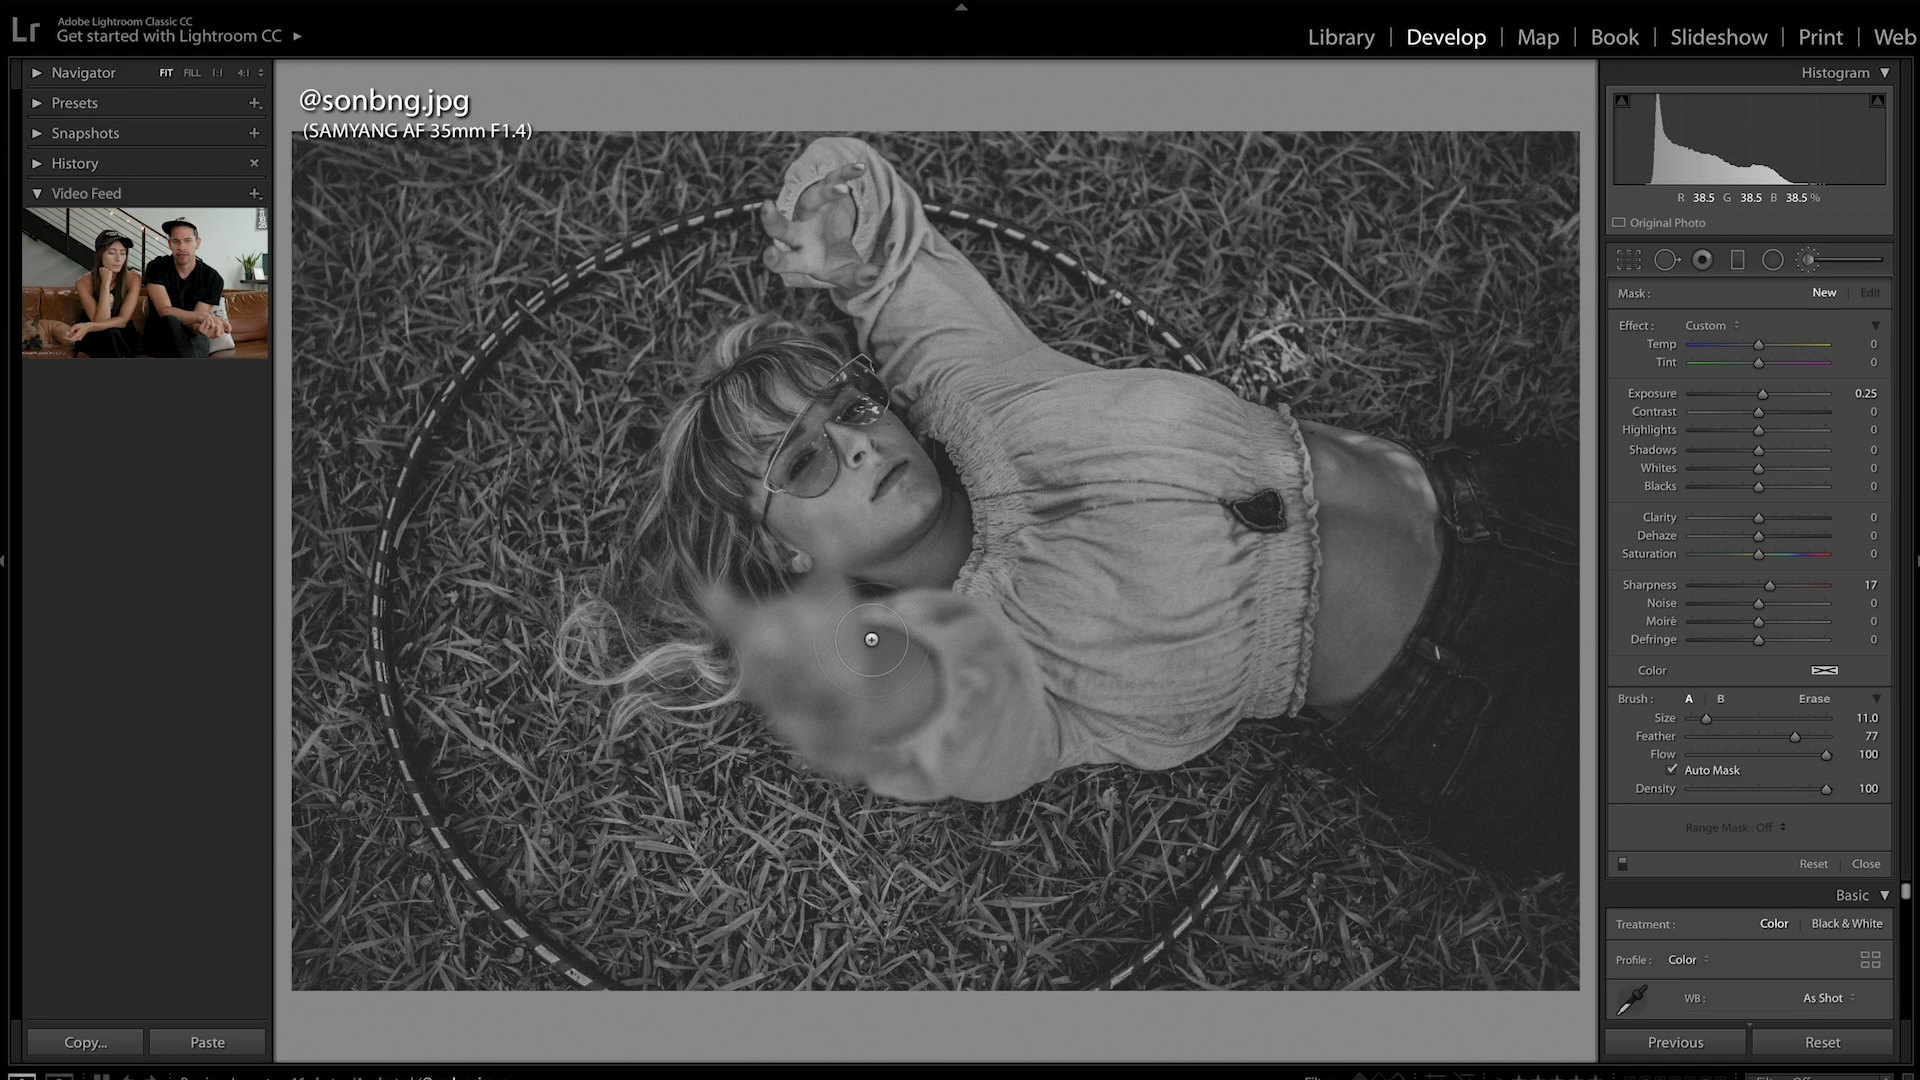 Adobe Lightroom Classic CC
Lr Get started with Lightroom CC
Library | Develop | Map | Book | Slideshow | Print | Web
Navigator FIT FILL 1:1 4:1
Presets
Snapshots
History
Video Feed
Copy...
Paste
@sonbng.jpg
(SAMYANG AF 35mm F1.4)
Histogram
R 38.5 G 38.5 B 38.5 %
Original Photo
Mask : New | Edit
Effect : Custom
Temp 0
Tint 0
Exposure 0.25
Contrast 0
Highlights 0
Shadows 0
Whites 0
Blacks 0
Clarity 0
Dehaze 0
Saturation 0
Sharpness 17
Noise 0
Moiré 0
Defringe 0
Color
Brush : A | B Erase
Size 11.0
Feather 77
Flow 100
Auto Mask
Density 100
Range Mask : Off
Reset Close
Basic
Treatment : Color | Black & White
Profile : Color
WB : As Shot
Previous
Reset